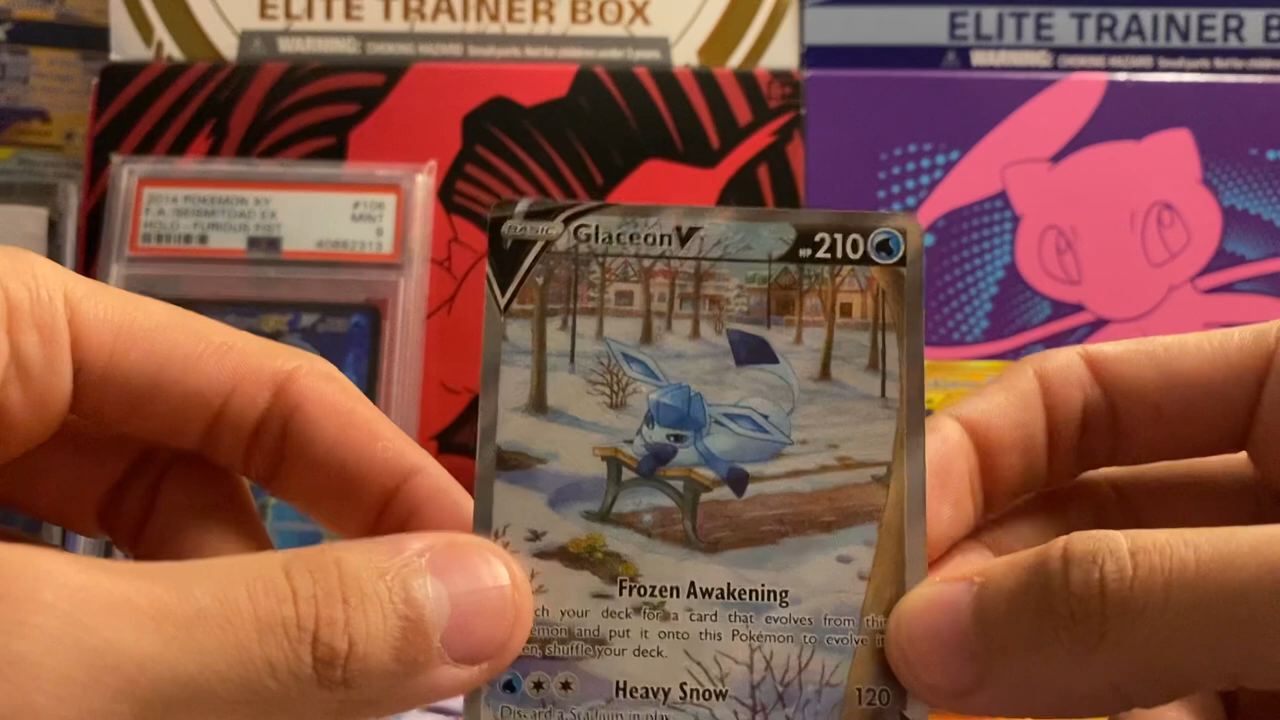 ELITE TRAINER BOX
WARNING: CHOKING HAZARD Small parts. Not for children under 3 years.
ELITE TRAINER B
WARNING: CHOKING HAZARD Small parts. Not for children under
2014 POKEMON XY
F.A./SEISMITOAD EX
HOLO-FURIOUS FIST
#106
MINT
9
40882313
BASIC
Glaceon V
HP 210
Frozen Awakening
ch your deck for a card that evolves from thi
emon and put it onto this Pokémon to evolve i
en, shuffle your deck.
Heavy Snow 120
Discard a Stadium in play.